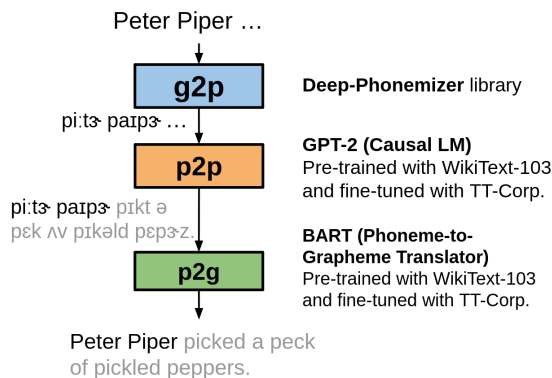 Peter Piper ...
g2p
Deep-Phonemizer library
piːtɚ paɪpɚ ...
p2p
GPT-2 (Causal LM)
Pre-trained with WikiText-103
and fine-tuned with TT-Corp.
piːtɚ paɪpɚ pɪkt ə
pɛk ʌv pɪkəld pɛpɚz.
p2g
BART (Phoneme-to-
Grapheme Translator)
Pre-trained with WikiText-103
and fine-tuned with TT-Corp.
Peter Piper picked a peck
of pickled peppers.